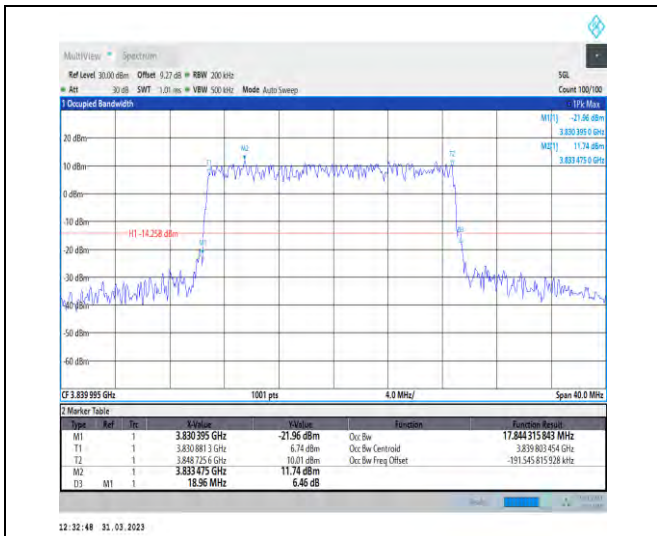 MultiView Spectrum
Ref Level 30.00 dBm Offset 9.27 dB RBW 200 kHz SGL
Att 30 dB SWT 1.01 ms VBW 500 kHz Mode Auto Sweep Count 100/100
1 Occupied Bandwidth 1Pk Max
M1[1] -21.96 dBm
3.830 395 0 GHz
M2[1] 11.74 dBm
3.833 475 0 GHz
20 dBm
M2
10 dBm
0 dBm
-10 dBm
H1 -14.258 dBm
-20 dBm
-30 dBm
-40 dBm
-50 dBm
-60 dBm
CF 3.839 995 GHz 1001 pts 4.0 MHz/ Span 40.0 MHz
2 Marker Table
Type Ref Trc X-Value Y-Value Function Function Result
M1 1 3.830 395 GHz -21.96 dBm Occ Bw 17.844 315 843 MHz
T1 1 3.830 881 3 GHz 6.74 dBm Occ Bw Centroid 3.839 803 454 GHz
T2 1 3.848 725 6 GHz 10.01 dBm Occ Bw Freq Offset -191.545 815 928 kHz
M2 1 3.833 475 GHz 11.74 dBm
D3 M1 1 18.96 MHz 6.46 dB
12:32:48 31.03.2023